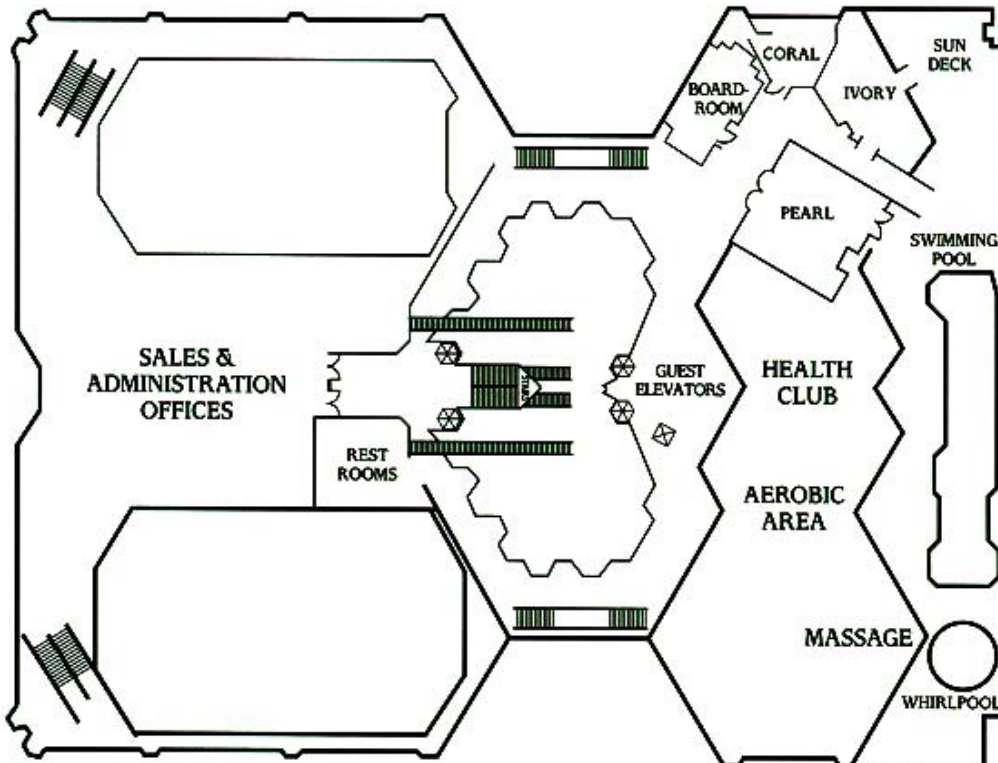 SUN
DECK
CORAL
BOARD-
ROOM
IVORY
PEARL
SWIMMING
POOL
SALES &
ADMINISTRATION
OFFICES
GUEST
ELEVATORS
HEALTH
CLUB
REST
ROOMS
AEROBIC
AREA
MASSAGE
WHIRLPOOL